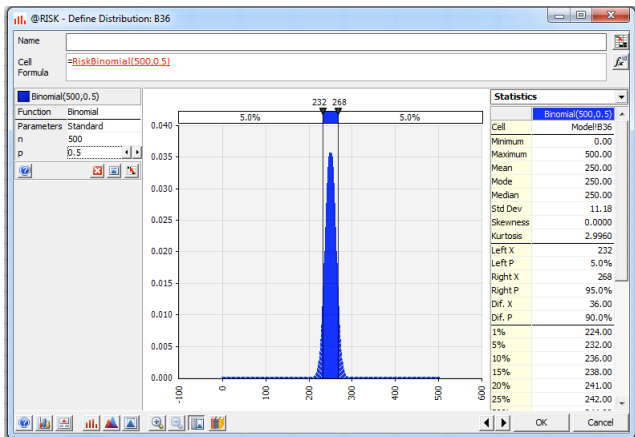 @RISK - Define Distribution: B36
Name
Cell Formula =RiskBinomial(500,0.5)
Binomial(500,0.5)
Function Binomial
Parameters Standard
n 500
p 0.5
232 268
5.0% 5.0%
0.040
0.035
0.030
0.025
0.020
0.015
0.010
0.005
0.000
-100 0 100 200 300 400 500 600
Statistics
Binomial(500,0.5)
Cell Model!B36
Minimum 0.00
Maximum 500.00
Mean 250.00
Mode 250.00
Median 250.00
Std Dev 11.18
Skewness 0.0000
Kurtosis 2.9960
Left X 232
Left P 5.0%
Right X 268
Right P 95.0%
Dif. X 36.00
Dif. P 90.0%
1% 224.00
5% 232.00
10% 236.00
15% 238.00
20% 241.00
25% 242.00
OK Cancel